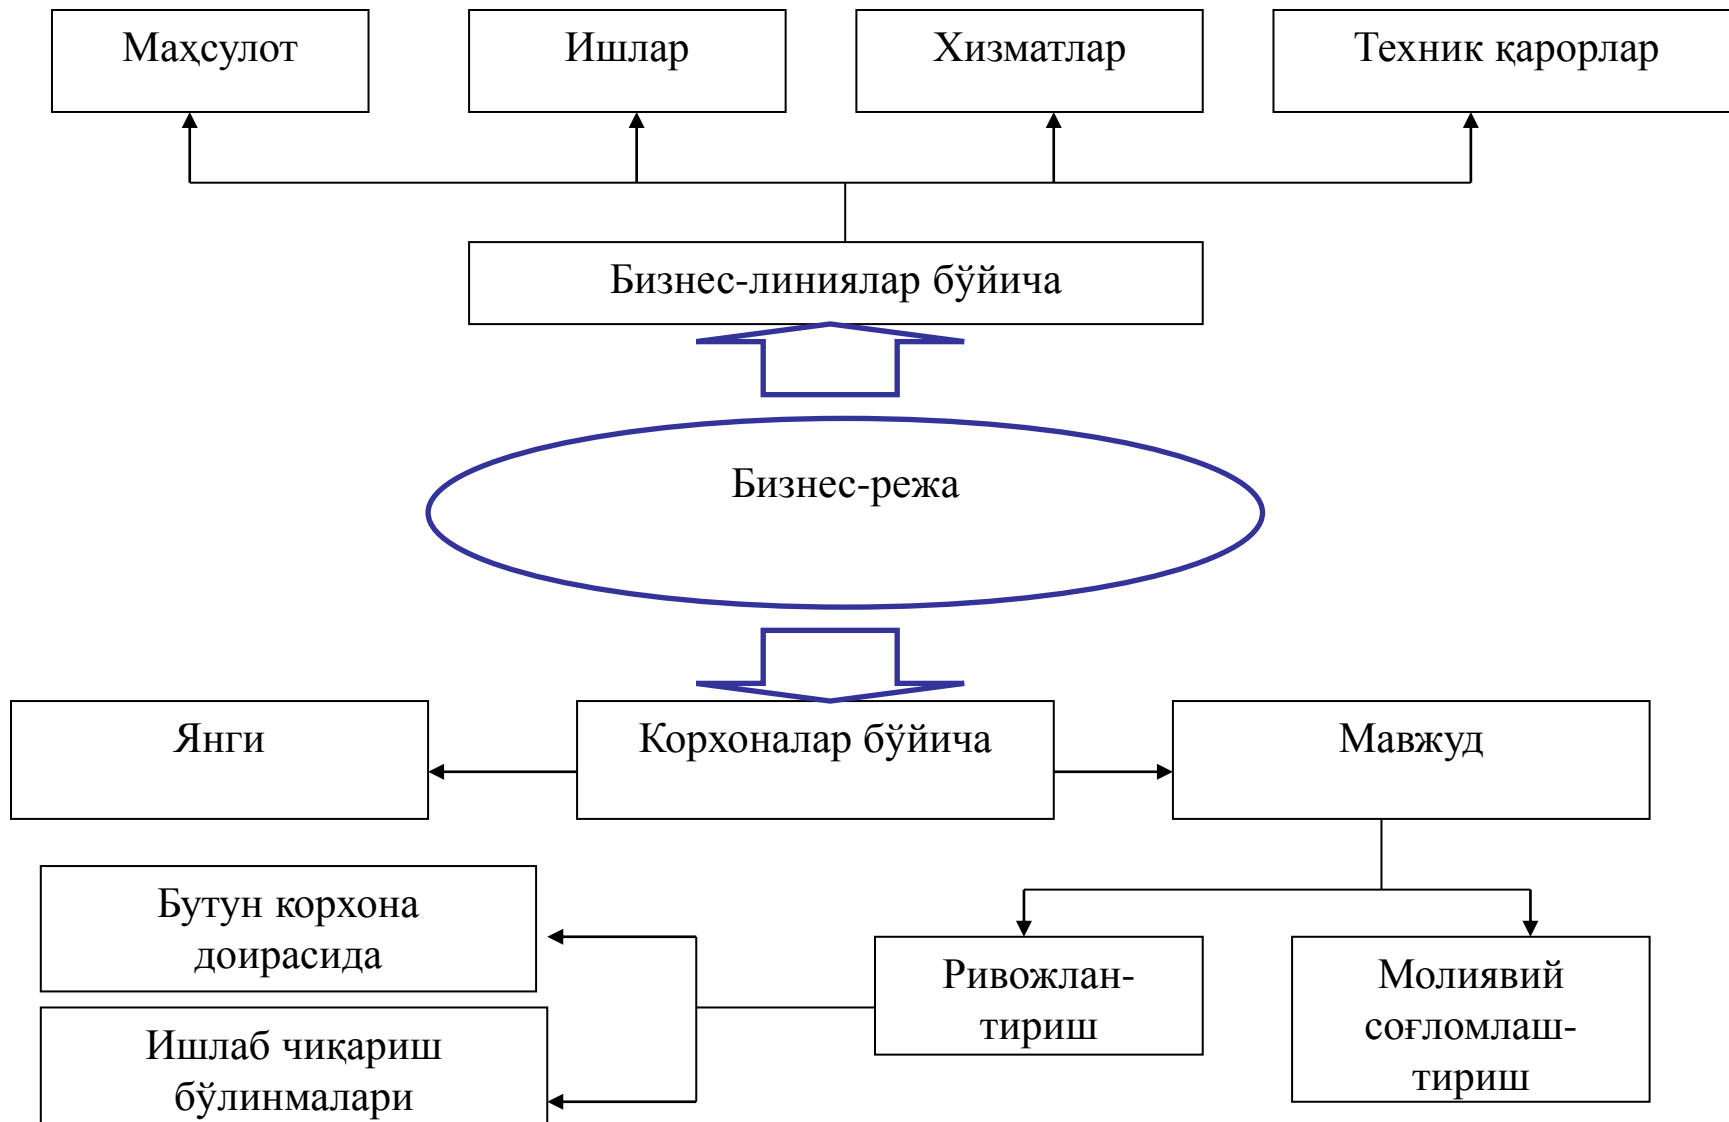 Маҳсулот
Ишлар
Хизматлар
Техник қарорлар
Бизнес-линиялар бўйича
Бизнес-режа
Янги
Корхоналар бўйича
Мавжуд
Бутун корхона
доирасида
Ривожлан-
тириш
Молиявий
соғломлаш-
тириш
Ишлаб чиқариш
бўлинмалари